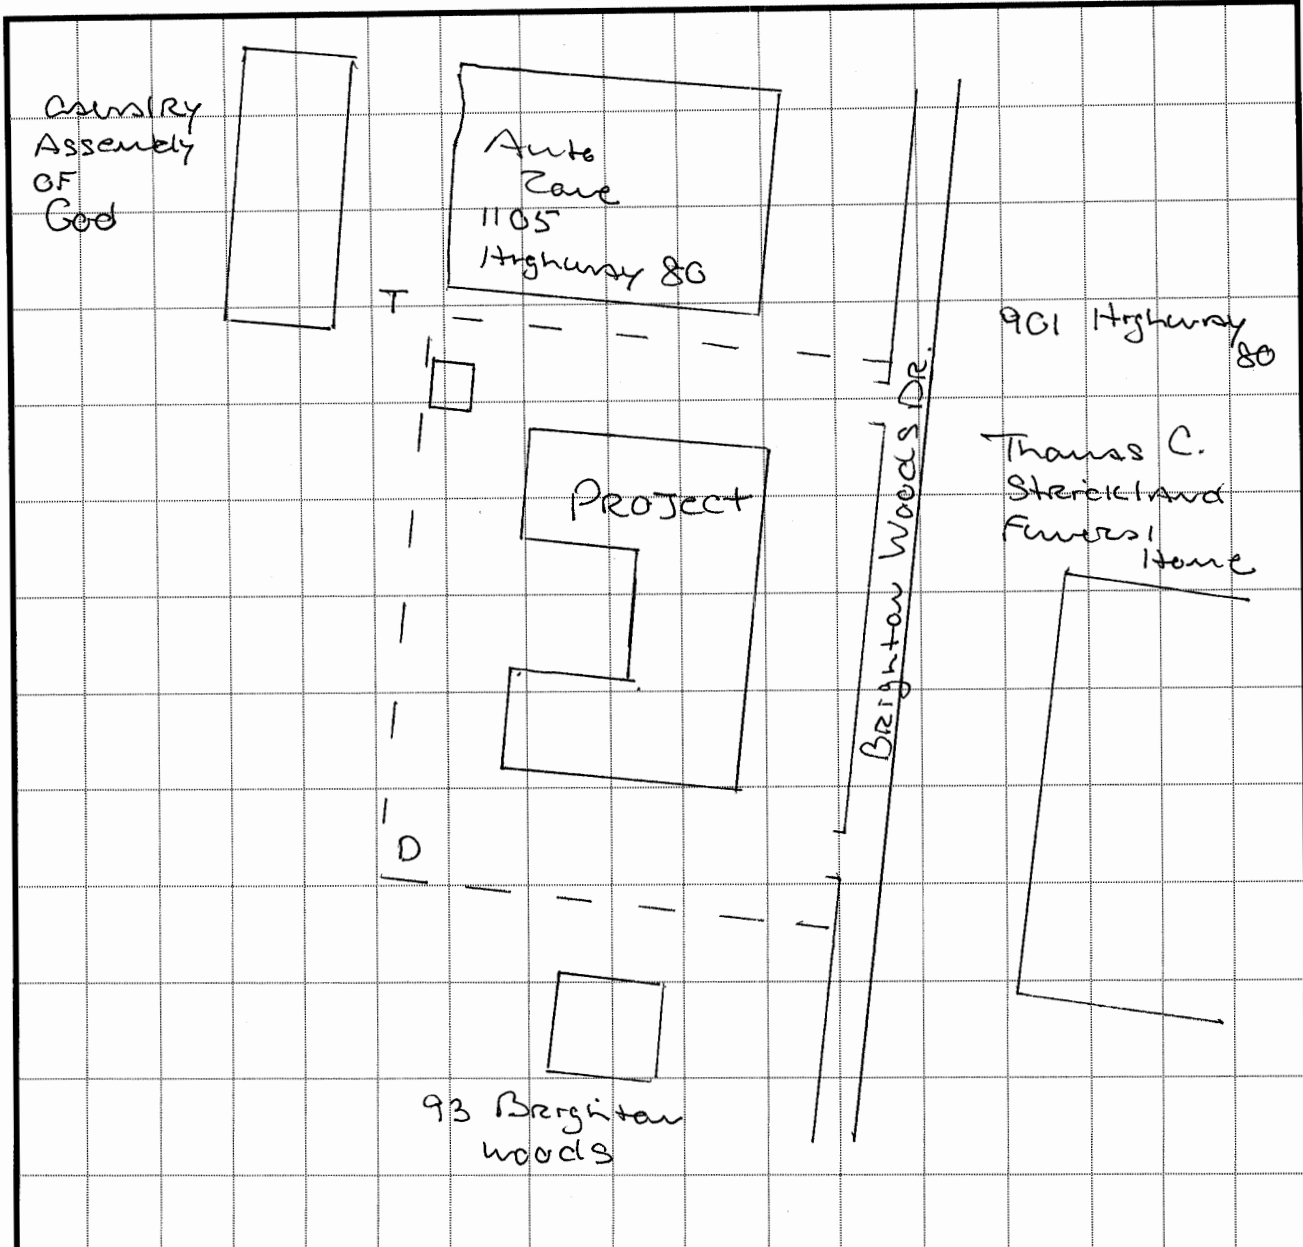 Calvary
Assembly
OF
God
Auto
Zone
1105
Highway 80
T
901 Highway
80
Thomas C.
Strickland
Funeral
Home
PROJECT
Brighton Woods DR.
D
93 Brighton
Woods